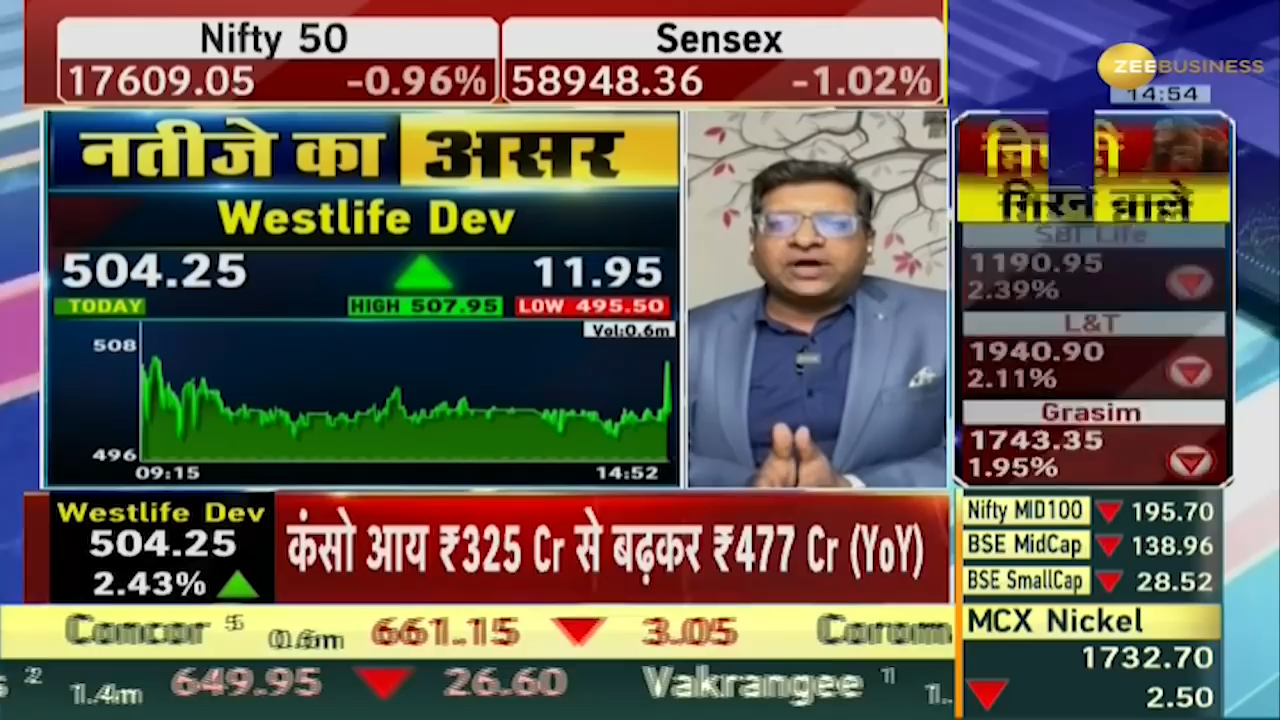 Nifty 50
17609.05 -0.96%
Sensex
58948.36 -1.02%
ZEEBUSINESS
14:54
नतीजे का असर
Westlife Dev
504.25 11.95
TODAY HIGH 507.95 LOW 495.50
Vol:0.6m
508
496
09:15 14:52
गिरने वाले
SBI Life
1190.95
2.39%
L&T
1940.90
2.11%
Grasim
1743.35
1.95%
Westlife Dev
504.25
2.43%
कंसो आय ₹325 Cr से बढ़कर ₹477 Cr (YoY)
Nifty MID100 195.70
BSE MidCap 138.96
BSE SmallCap 28.52
MCX Nickel
1732.70
2.50
Concor 0.6m 661.15 3.05 Corom
1.4m 649.95 26.60 Vakrangee